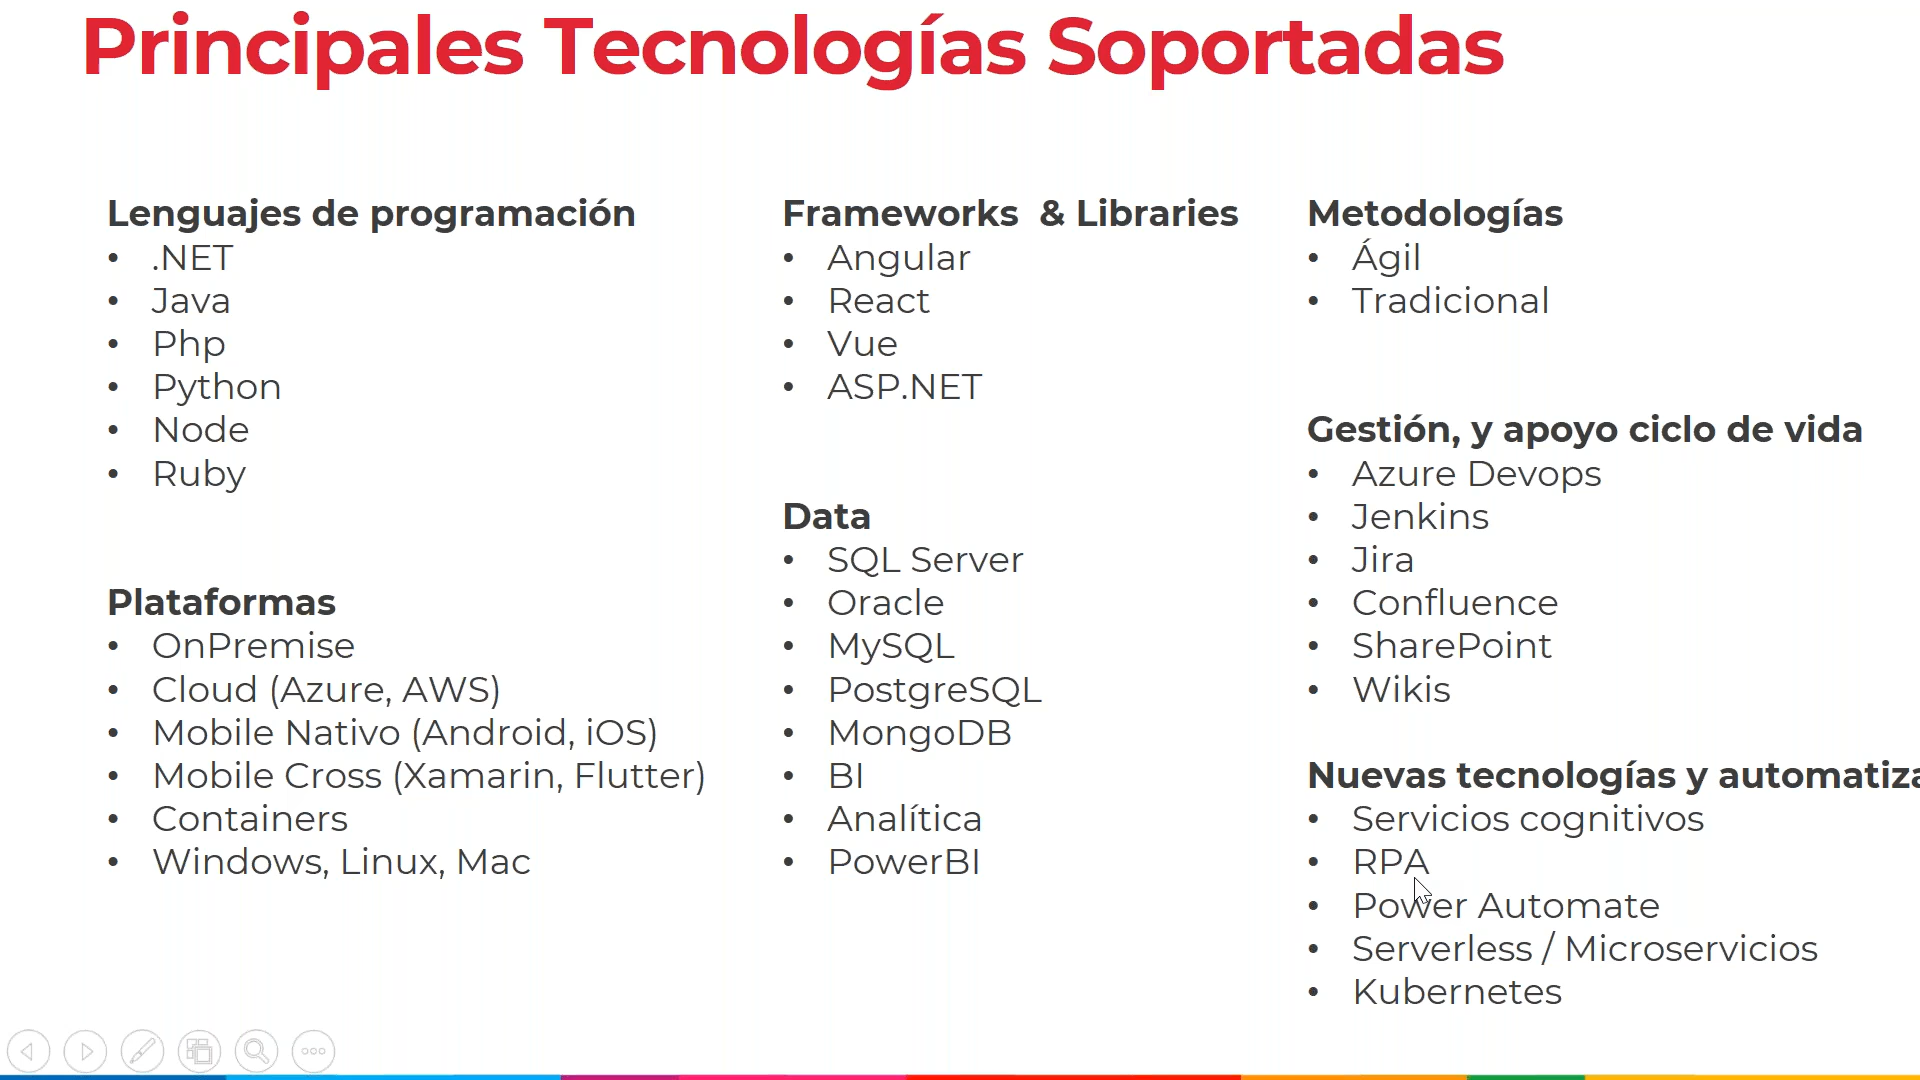 Principales Tecnologías Soportadas
Lenguajes de programación
• .NET
• Java
• Php
• Python
• Node
• Ruby
Plataformas
• OnPremise
• Cloud (Azure, AWS)
• Mobile Nativo (Android, iOS)
• Mobile Cross (Xamarin, Flutter)
• Containers
• Windows, Linux, Mac
Frameworks & Libraries
• Angular
• React
• Vue
• ASP.NET
Data
• SQL Server
• Oracle
• MySQL
• PostgreSQL
• MongoDB
• BI
• Analítica
• PowerBI
Metodologías
• Ágil
• Tradicional
Gestión, y apoyo ciclo de vida
• Azure Devops
• Jenkins
• Jira
• Confluence
• SharePoint
• Wikis
Nuevas tecnologías y
• Servicios cognitivos
• RPA
• Power Automate
• Serverless / Microservicios
• Kubernetes